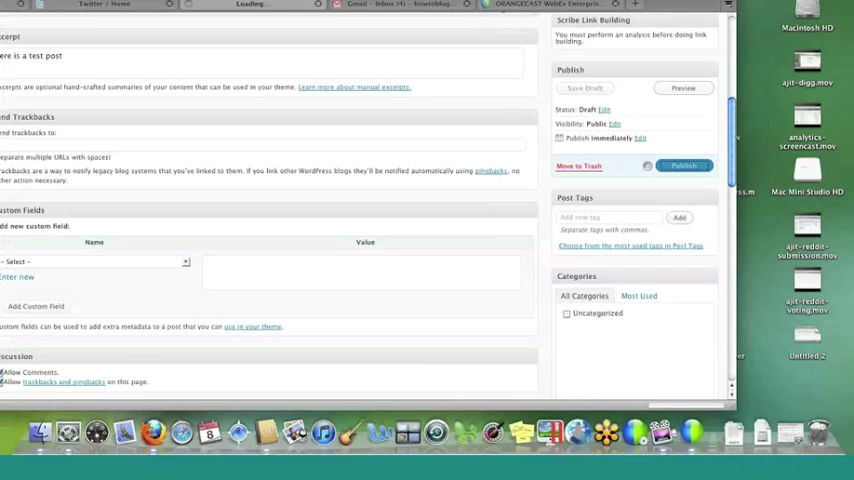 Twitter / Home
Loading...
Gmail - Inbox (4) - howtoblog...
ORANGECAST WebEx Enterpris...
xcerpt
ere is a test post
excerpts are optional hand-crafted summaries of your content that can be used in your theme. Learn more about manual excerpts.
nd Trackbacks
nd trackbacks to:
eparate multiple URLs with spaces)
rackbacks are a way to notify legacy blog systems that you've linked to them. If you link other WordPress blogs they'll be notified automatically using pingbacks, no
her action necessary.
ustom Fields
dd new custom field:
Name
Value
- Select -
Enter new
Add Custom Field
ustom fields can be used to add extra metadata to a post that you can use in your theme.
iscussion
Allow Comments.
Allow trackbacks and pingbacks on this page.
Scribe Link Building
You must perform an analysis before doing link
building.
Publish
Save Draft
Preview
Status: Draft Edit
Visibility: Public Edit
Publish immediately Edit
Move to Trash
Publish
Post Tags
Add new tag
Add
Separate tags with commas.
Choose from the most used tags in Post Tags
Categories
All Categories
Most Used
Uncategorized
Macintosh HD
ajit-digg.mov
analytics-
screencast.mov
ss.m
Mac Mini Studio HD
ajit-reddit-
submission.mov
ajit-reddit
voting.mov
ver
Untitled 2
8